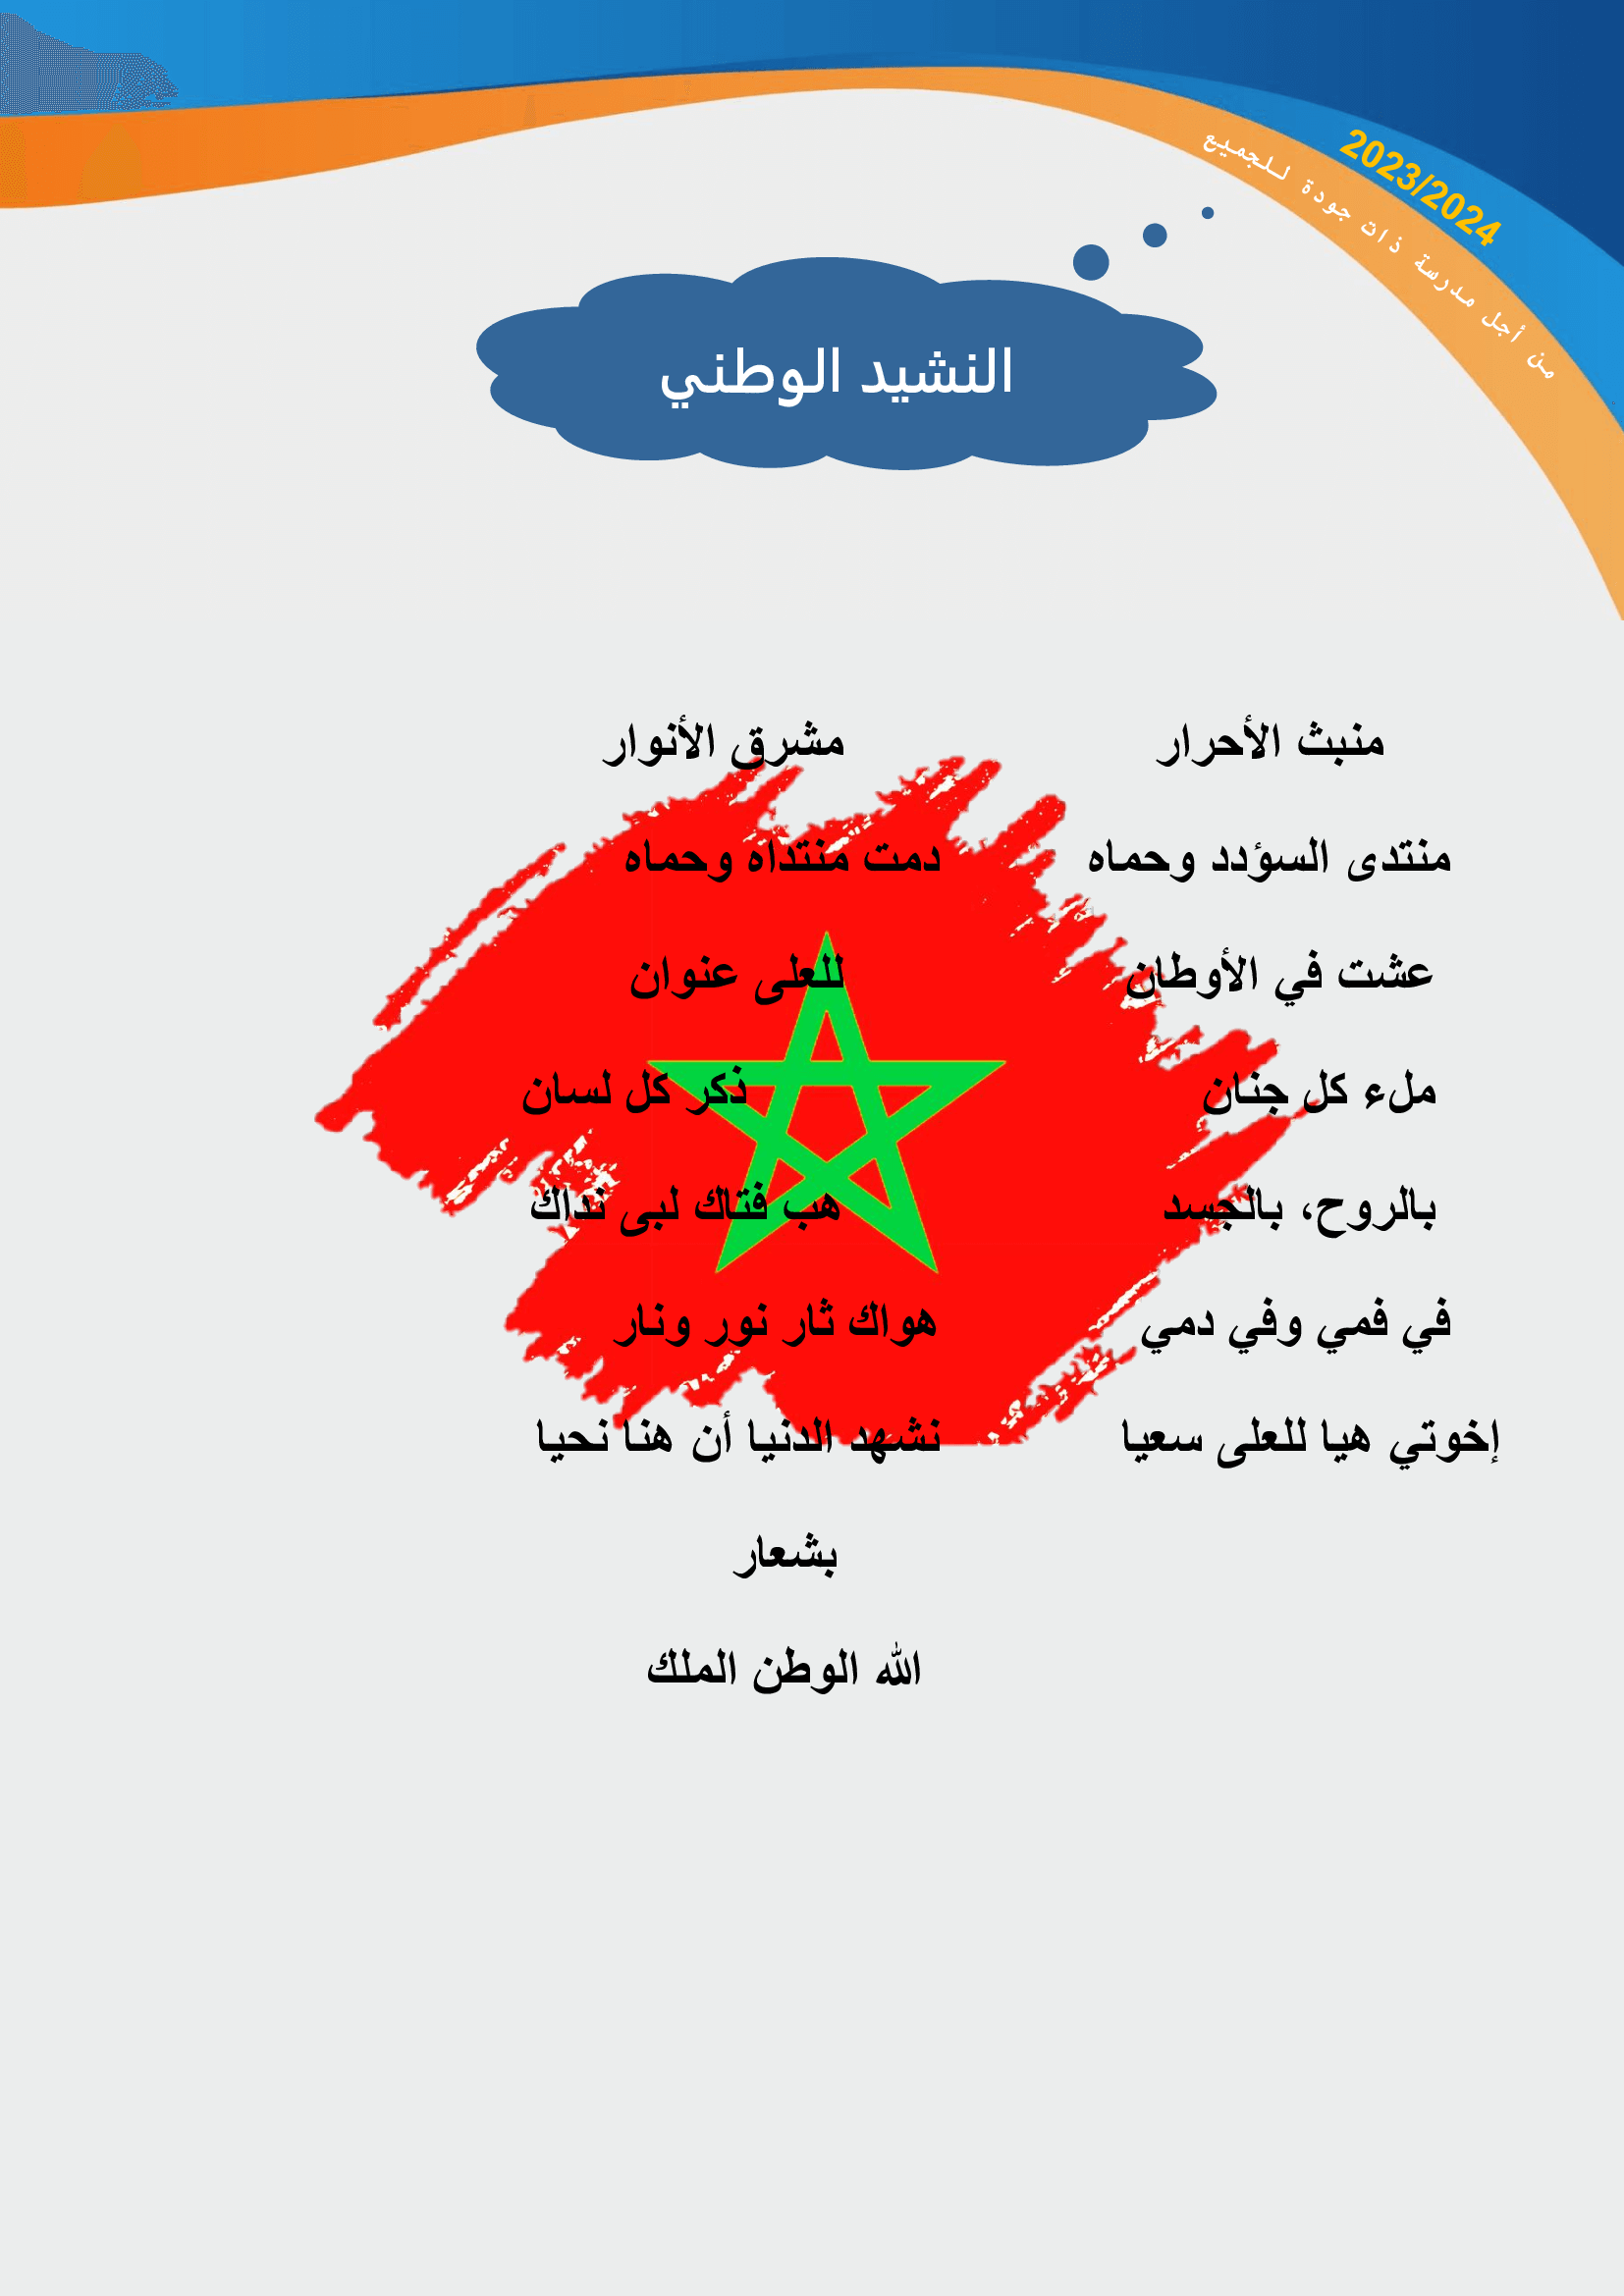 2023/2024
من أجل مدرسة ذات جودة للجميع
النشيد الوطني
منبث الأحرار مشرق الأنوار
منتدى السؤدد وحماه دمت منتداه وحماه
عشت في الأوطان للعلى عنوان
ملء كل جنان ذكر كل لسان
بالروح، بالجسد هب فتاك لبى نداك
في فمي وفي دمي هواك ثار نور ونار
إخوتي هيا للعلى سعيا نشهد الدنيا أن هنا نحيا
بشعار
الله الوطن الملك